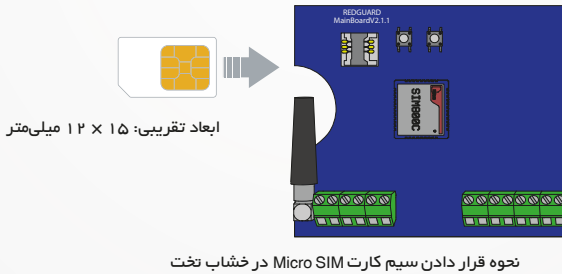 REDGUARD
MainBoardV2.1.1
SIM800C
ابعاد تقریبی: ۱۵ × ۱۲ میلی‌متر
نحوه قرار دادن سیم کارت Micro SIM در خشاب تخت